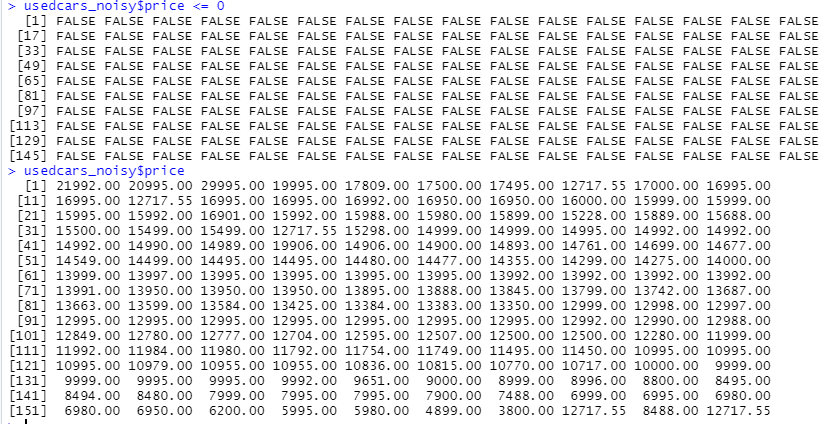 > usedcars_noisy$price <= 0
[1] FALSE FALSE FALSE FALSE FALSE FALSE FALSE FALSE FALSE FALSE FALSE FALSE FALSE FALSE FALSE FALSE
[17] FALSE FALSE FALSE FALSE FALSE FALSE FALSE FALSE FALSE FALSE FALSE FALSE FALSE FALSE FALSE FALSE
[33] FALSE FALSE FALSE FALSE FALSE FALSE FALSE FALSE FALSE FALSE FALSE FALSE FALSE FALSE FALSE FALSE
[49] FALSE FALSE FALSE FALSE FALSE FALSE FALSE FALSE FALSE FALSE FALSE FALSE FALSE FALSE FALSE FALSE
[65] FALSE FALSE FALSE FALSE FALSE FALSE FALSE FALSE FALSE FALSE FALSE FALSE FALSE FALSE FALSE FALSE
[81] FALSE FALSE FALSE FALSE FALSE FALSE FALSE FALSE FALSE FALSE FALSE FALSE FALSE FALSE FALSE FALSE
[97] FALSE FALSE FALSE FALSE FALSE FALSE FALSE FALSE FALSE FALSE FALSE FALSE FALSE FALSE FALSE FALSE
[113] FALSE FALSE FALSE FALSE FALSE FALSE FALSE FALSE FALSE FALSE FALSE FALSE FALSE FALSE FALSE FALSE
[129] FALSE FALSE FALSE FALSE FALSE FALSE FALSE FALSE FALSE FALSE FALSE FALSE FALSE FALSE FALSE FALSE
[145] FALSE FALSE FALSE FALSE FALSE FALSE FALSE FALSE FALSE FALSE FALSE FALSE FALSE FALSE FALSE FALSE
> usedcars_noisy$price
[1] 21992.00 20995.00 29995.00 19995.00 17809.00 17500.00 17495.00 12717.55 17000.00 16995.00
[11] 16995.00 12717.55 16995.00 16995.00 16992.00 16950.00 16950.00 16000.00 15999.00 15999.00
[21] 15995.00 15992.00 16901.00 15992.00 15988.00 15980.00 15899.00 15228.00 15889.00 15688.00
[31] 15500.00 15499.00 15499.00 12717.55 15298.00 14999.00 14999.00 14995.00 14992.00 14992.00
[41] 14992.00 14990.00 14989.00 19906.00 14906.00 14900.00 14893.00 14761.00 14699.00 14677.00
[51] 14549.00 14499.00 14495.00 14495.00 14480.00 14477.00 14355.00 14299.00 14275.00 14000.00
[61] 13999.00 13997.00 13995.00 13995.00 13995.00 13995.00 13992.00 13992.00 13992.00 13992.00
[71] 13991.00 13950.00 13950.00 13950.00 13895.00 13888.00 13845.00 13799.00 13742.00 13687.00
[81] 13663.00 13599.00 13584.00 13425.00 13384.00 13383.00 13350.00 12999.00 12998.00 12997.00
[91] 12995.00 12995.00 12995.00 12995.00 12995.00 12995.00 12995.00 12992.00 12990.00 12988.00
[101] 12849.00 12780.00 12777.00 12704.00 12595.00 12507.00 12500.00 12500.00 12280.00 11999.00
[111] 11992.00 11984.00 11980.00 11792.00 11754.00 11749.00 11495.00 11450.00 10995.00 10995.00
[121] 10995.00 10979.00 10955.00 10955.00 10836.00 10815.00 10770.00 10717.00 10000.00 9999.00
[131] 9999.00 9995.00 9995.00 9992.00 9651.00 9000.00 8999.00 8996.00 8800.00 8495.00
[141] 8494.00 8480.00 7999.00 7995.00 7995.00 7900.00 7488.00 6999.00 6995.00 6980.00
[151] 6980.00 6950.00 6200.00 5995.00 5980.00 4899.00 3800.00 12717.55 8488.00 12717.55